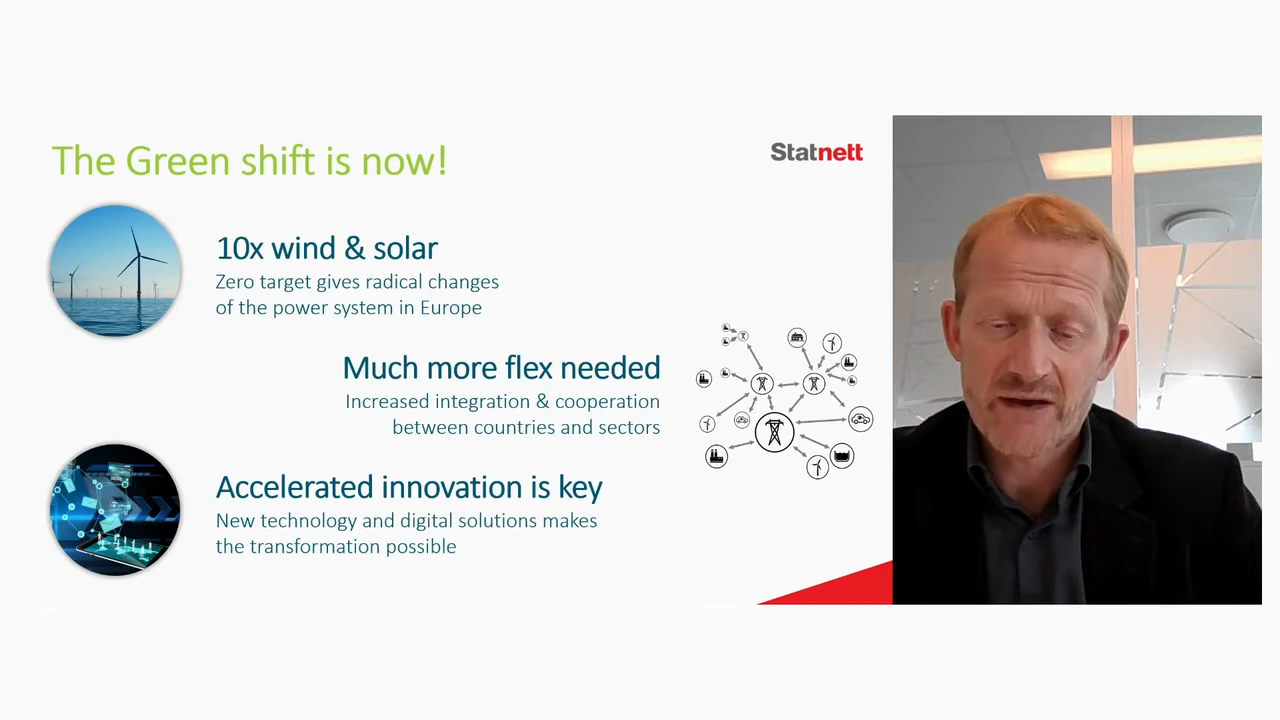 The Green shift is now!
Statnett
10x wind & solar
Zero target gives radical changes
of the power system in Europe
Much more flex needed
Increased integration & cooperation
between countries and sectors
Accelerated innovation is key
New technology and digital solutions makes
the transformation possible